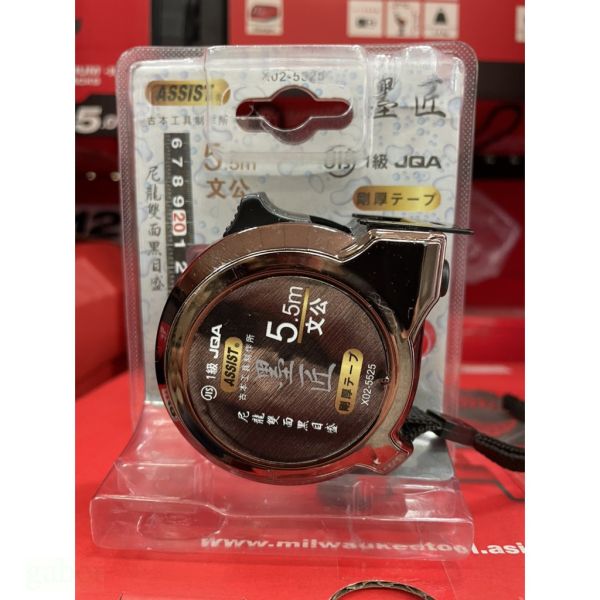 X02-5525
ASSIST®
古本工具制作所
墨匠
5.5m
文公
JIS 1級 JQA
剛厚テープ
尼龍雙面黑目盛
6 7 8 9 20 1 2
5.5m
文公
JIS 1級 JQA
ASSIST®
古本工具制作所
墨匠
剛厚テープ
X02-5525
尼龍雙面黑目盛
www.milwaukeetool.asia